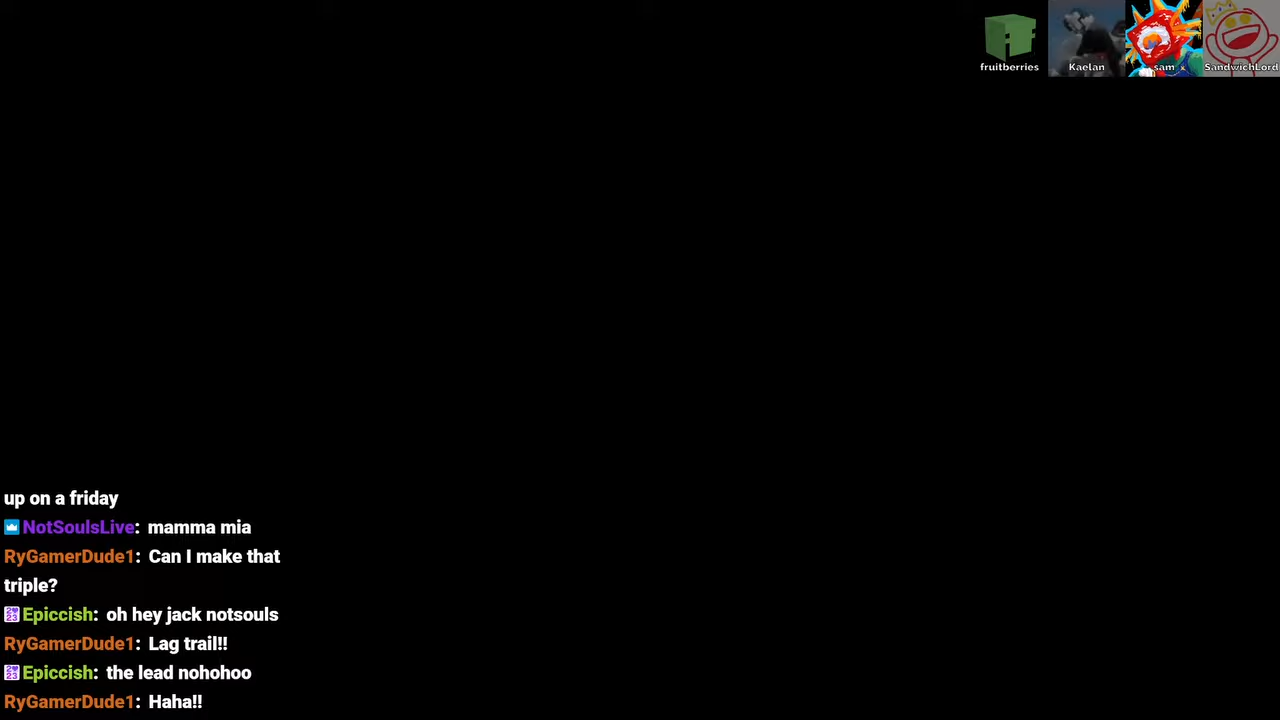 fruitberries Kaelan sam x SandwichLord
up on a friday
NotSoulsLive: mamma mia
RyGamerDude1: Can I make that
triple?
Epiccish: oh hey jack notsouls
RyGamerDude1: Lag trail!!
Epiccish: the lead nohohoo
RyGamerDude1: Haha!!